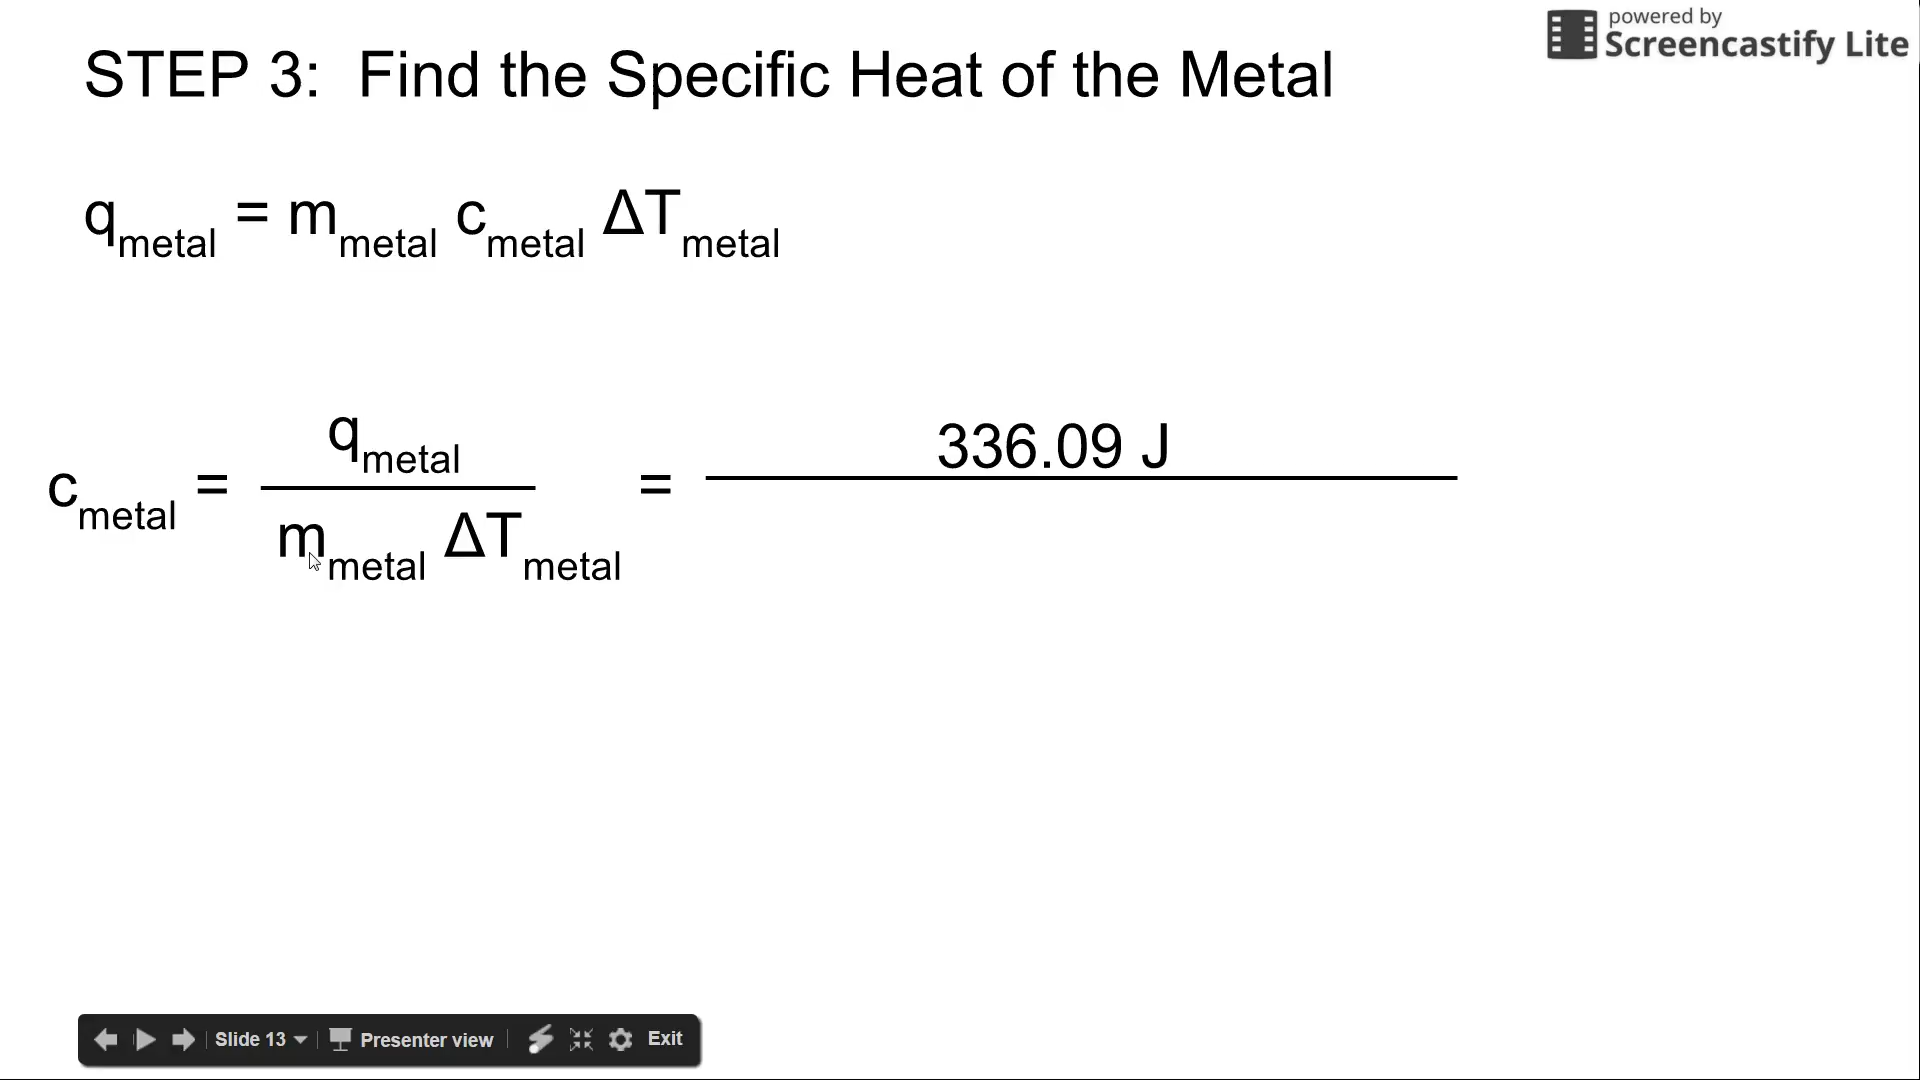 powered by
Screencastify Lite
STEP 3: Find the Specific Heat of the Metal
qmetal = mmetal cmetal ΔTmetal
cmetal = qmetal / mmetal ΔTmetal = 336.09 J
Slide 13 Presenter view Exit